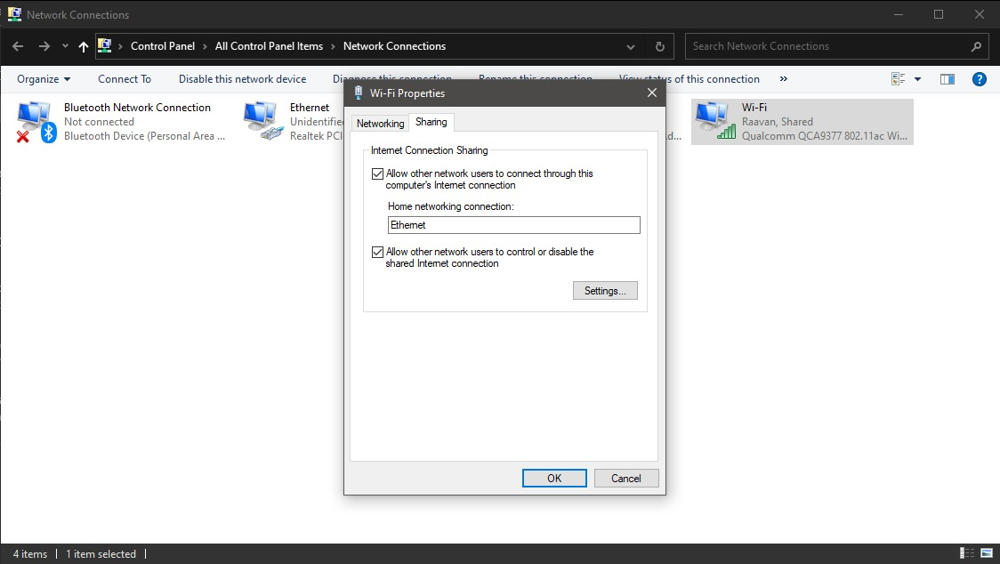 Network Connections
Control Panel › All Control Panel Items › Network Connections
Search Network Connections
Organize
Connect To
Disable this network device
Diagnose this connection
Rename this connection
View status of this connection
»
Bluetooth Network Connection
Not connected
Bluetooth Device (Personal Area ...
Ethernet
Unidentifie
Realtek PCI
d...
Wi-Fi
Raavan, Shared
Qualcomm QCA9377 802.11ac Wi...
Wi-Fi Properties
Networking
Sharing
Internet Connection Sharing
Allow other network users to connect through this
computer's Internet connection
Home networking connection:
Ethernet
Allow other network users to control or disable the
shared Internet connection
Settings...
OK
Cancel
4 items
1 item selected